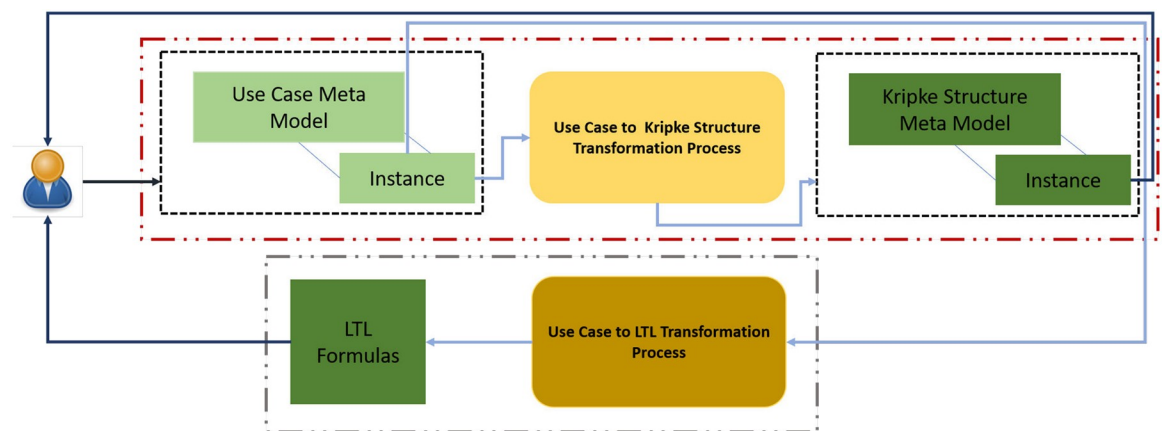 Use Case Meta
Model
Instance
Use Case to Kripke Structure
Transformation Process
Kripke Structure
Meta Model
Instance
LTL
Formulas
Use Case to LTL Transformation
Process